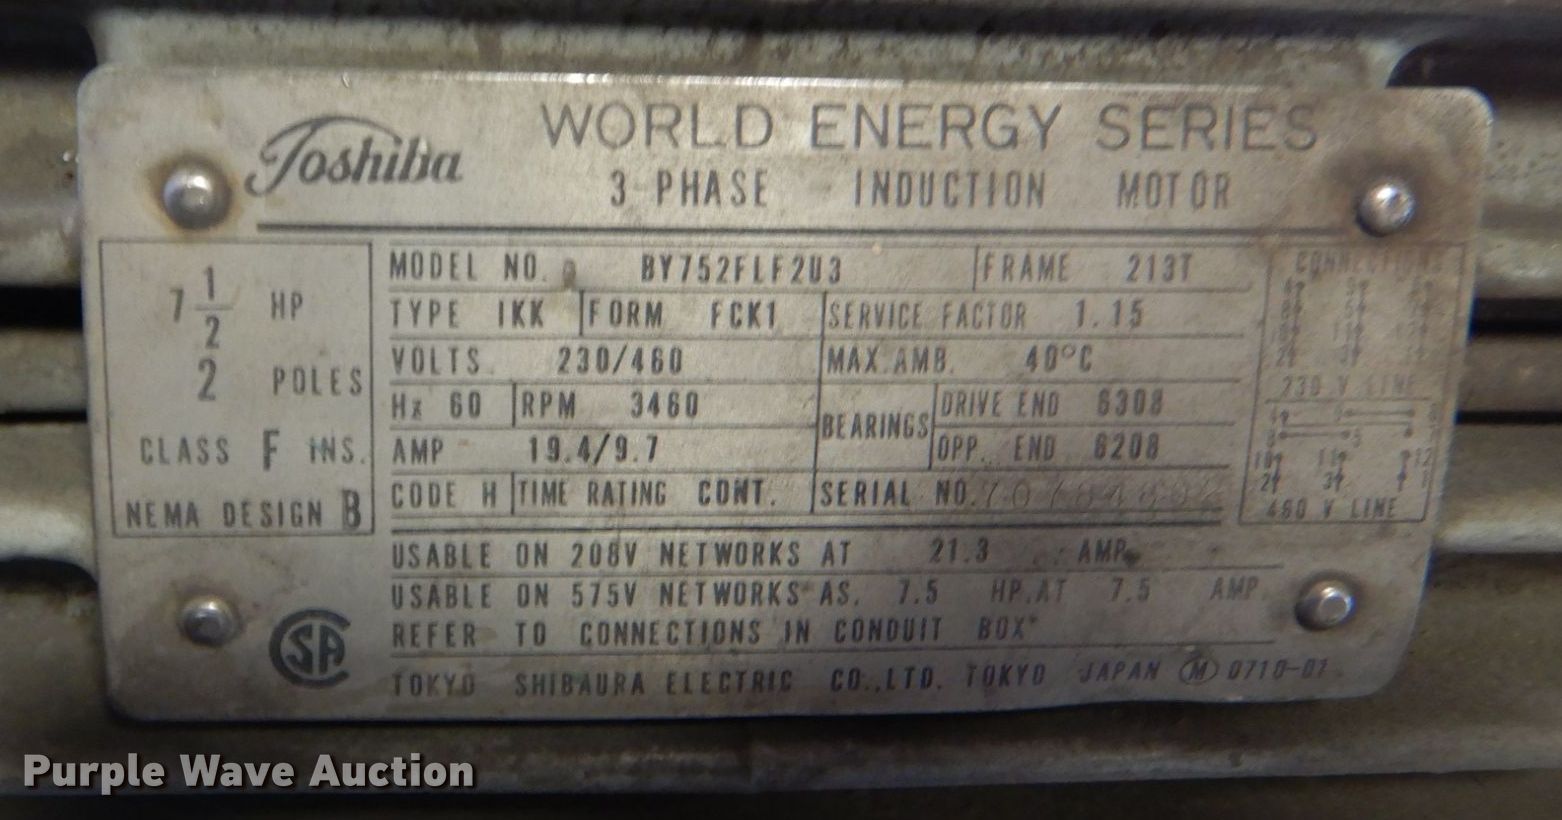 Toshiba WORLD ENERGY SERIES
3 PHASE INDUCTION MOTOR
7 1/2 HP
2 POLES
CLASS F INS.
NEMA DESIGN B
MODEL NO. BY752FLF2U3 FRAME 213T
TYPE IKK FORM FCK1 SERVICE FACTOR 1.15
VOLTS 230/460 MAX.AMB. 40°C
Hz 60 RPM 3460 BEARINGS DRIVE END 6308
AMP 19.4/9.7 OPP. END 6208
CODE H TIME RATING CONT. SERIAL NO.
CONNECTIONS
230 V LINE
460 V LINE
USABLE ON 208V NETWORKS AT 21.3 AMP.
USABLE ON 575V NETWORKS AS. 7.5 HP.AT 7.5 AMP.
REFER TO CONNECTIONS IN CONDUIT BOX
CSA
TOKYO SHIBAURA ELECTRIC CO.,LTD. TOKYO JAPAN M 0710-01
Purple Wave Auction